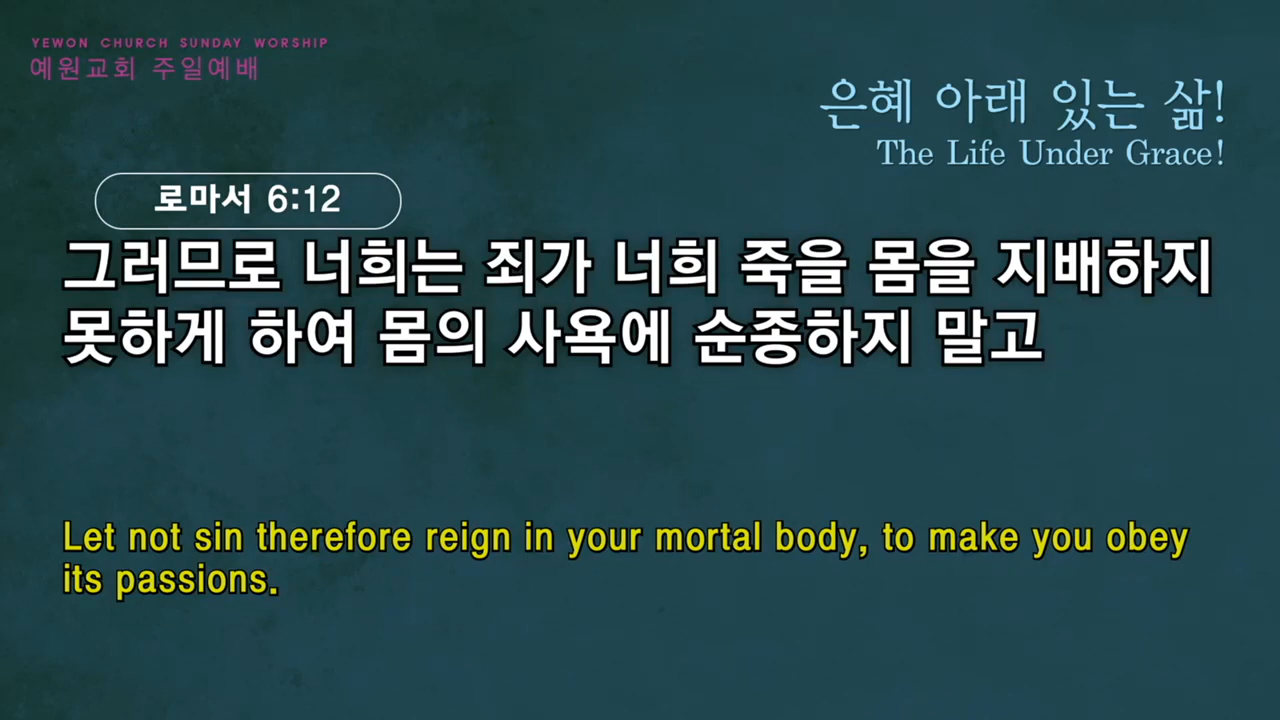 YEWON CHURCH SUNDAY WORSHIP
예원교회 주일예배
은혜 아래 있는 삶!
The Life Under Grace!
로마서 6:12
그러므로 너희는 죄가 너희 죽을 몸을 지배하지
못하게 하여 몸의 사욕에 순종하지 말고
Let not sin therefore reign in your mortal body, to make you obey
its passions.